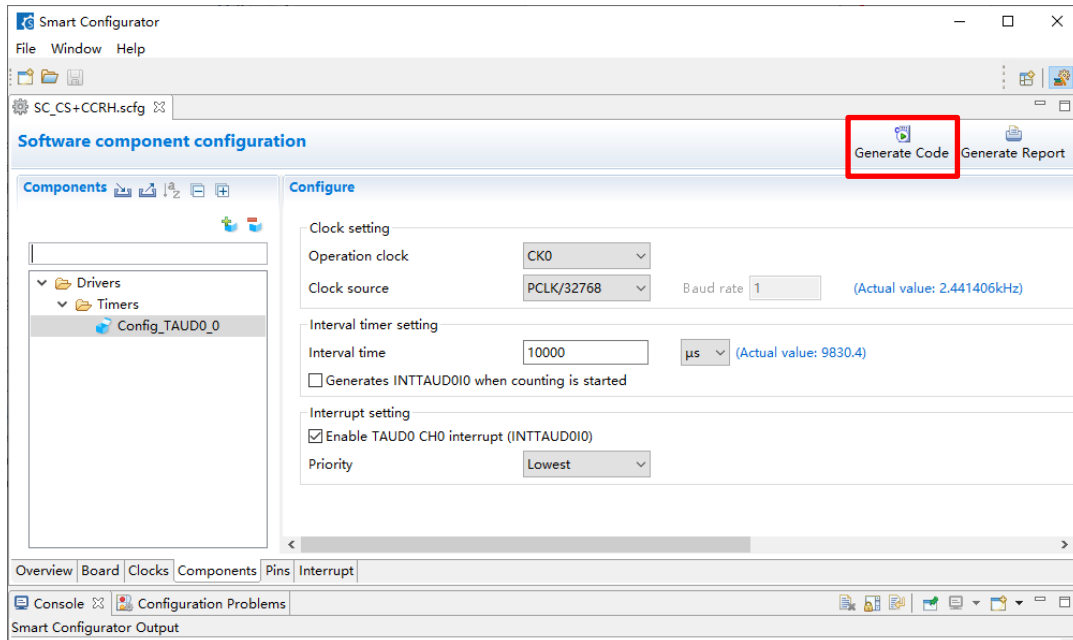 Smart Configurator
File Window Help
SC_CS+CCRH.scfg
Software component configuration
Generate Code Generate Report
Components
Configure
Clock setting
Operation clock CK0
Clock source PCLK/32768 Baud rate 1 (Actual value: 2.441406kHz)
Drivers
Timers
Config_TAUD0_0
Interval timer setting
Interval time 10000 µs (Actual value: 9830.4)
Generates INTTAUD0I0 when counting is started
Interrupt setting
Enable TAUD0 CH0 interrupt (INTTAUD0I0)
Priority Lowest
Overview Board Clocks Components Pins Interrupt
Console Configuration Problems
Smart Configurator Output